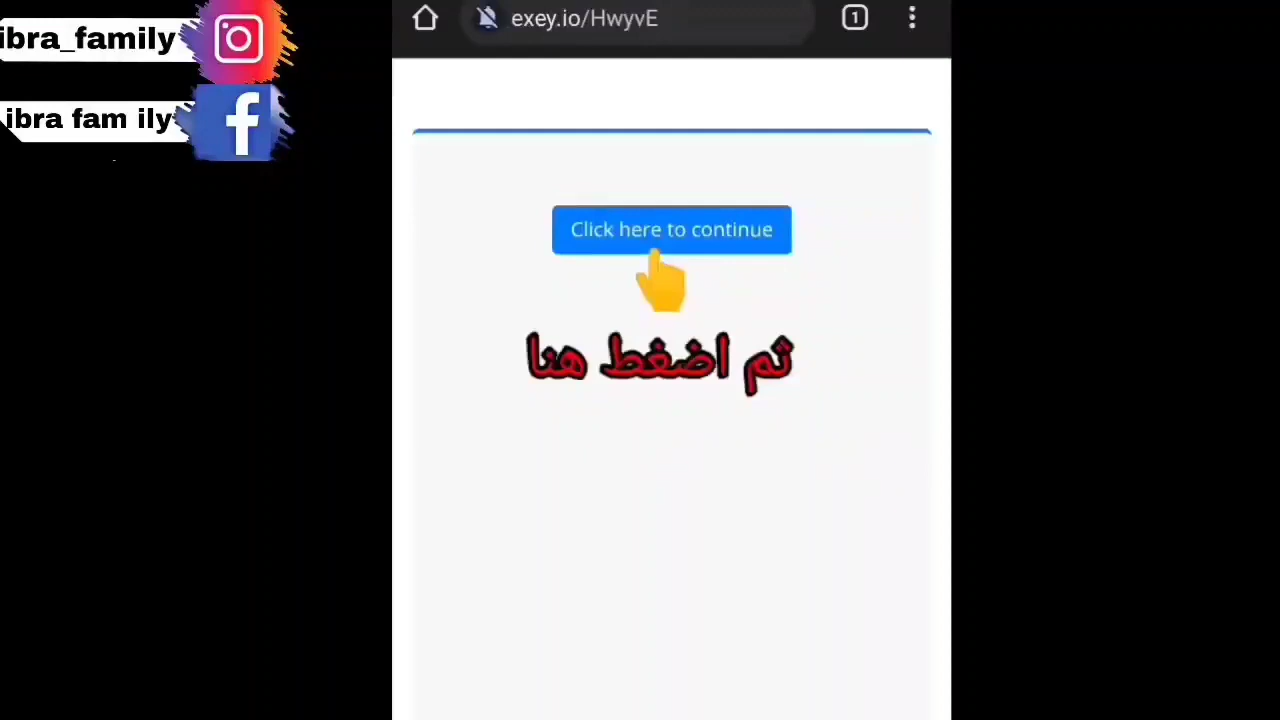 ibra_family
ibra fam ily
exey.io/HwyvE
1
Click here to continue
ثم اضغط هنا